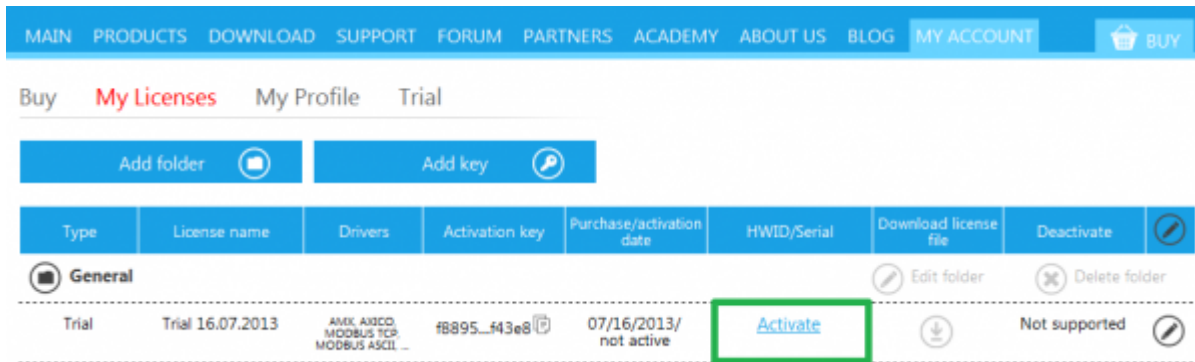 MAIN PRODUCTS DOWNLOAD SUPPORT FORUM PARTNERS ACADEMY ABOUT US BLOG MY ACCOUNT BUY
Buy My Licenses My Profile Trial
Add folder Add key
Type License name Drivers Activation key Purchase/activation date HWID/Serial Download license file Deactivate
General Edit folder Delete folder
Trial Trial 16.07.2013 AMX, AXICO, MODBUS TCP, MODBUS ASCII, ... f8895...f43e8 07/16/2013/ not active Activate Not supported